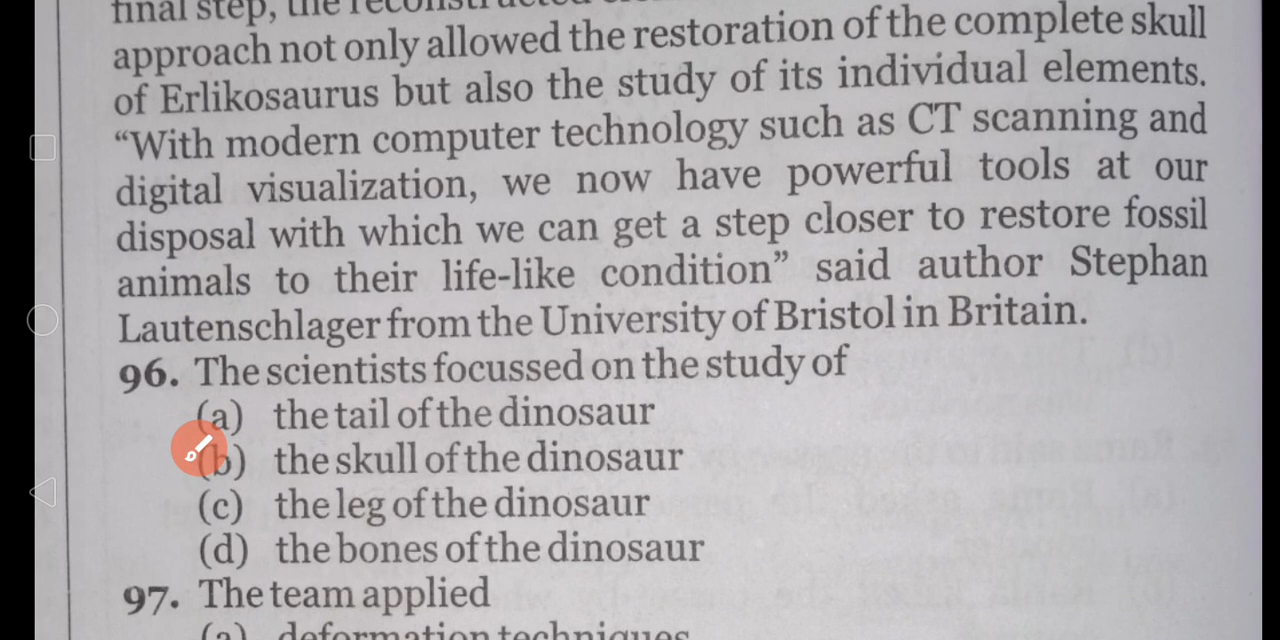 final step, the reconstructed
approach not only allowed the restoration of the complete skull
of Erlikosaurus but also the study of its individual elements.
“With modern computer technology such as CT scanning and
digital visualization, we now have powerful tools at our
disposal with which we can get a step closer to restore fossil
animals to their life-like condition” said author Stephan
Lautenschlager from the University of Bristol in Britain.
96. The scientists focussed on the study of
(a) the tail of the dinosaur
(b) the skull of the dinosaur
(c) the leg of the dinosaur
(d) the bones of the dinosaur
97. The team applied
(a) deformation techniques